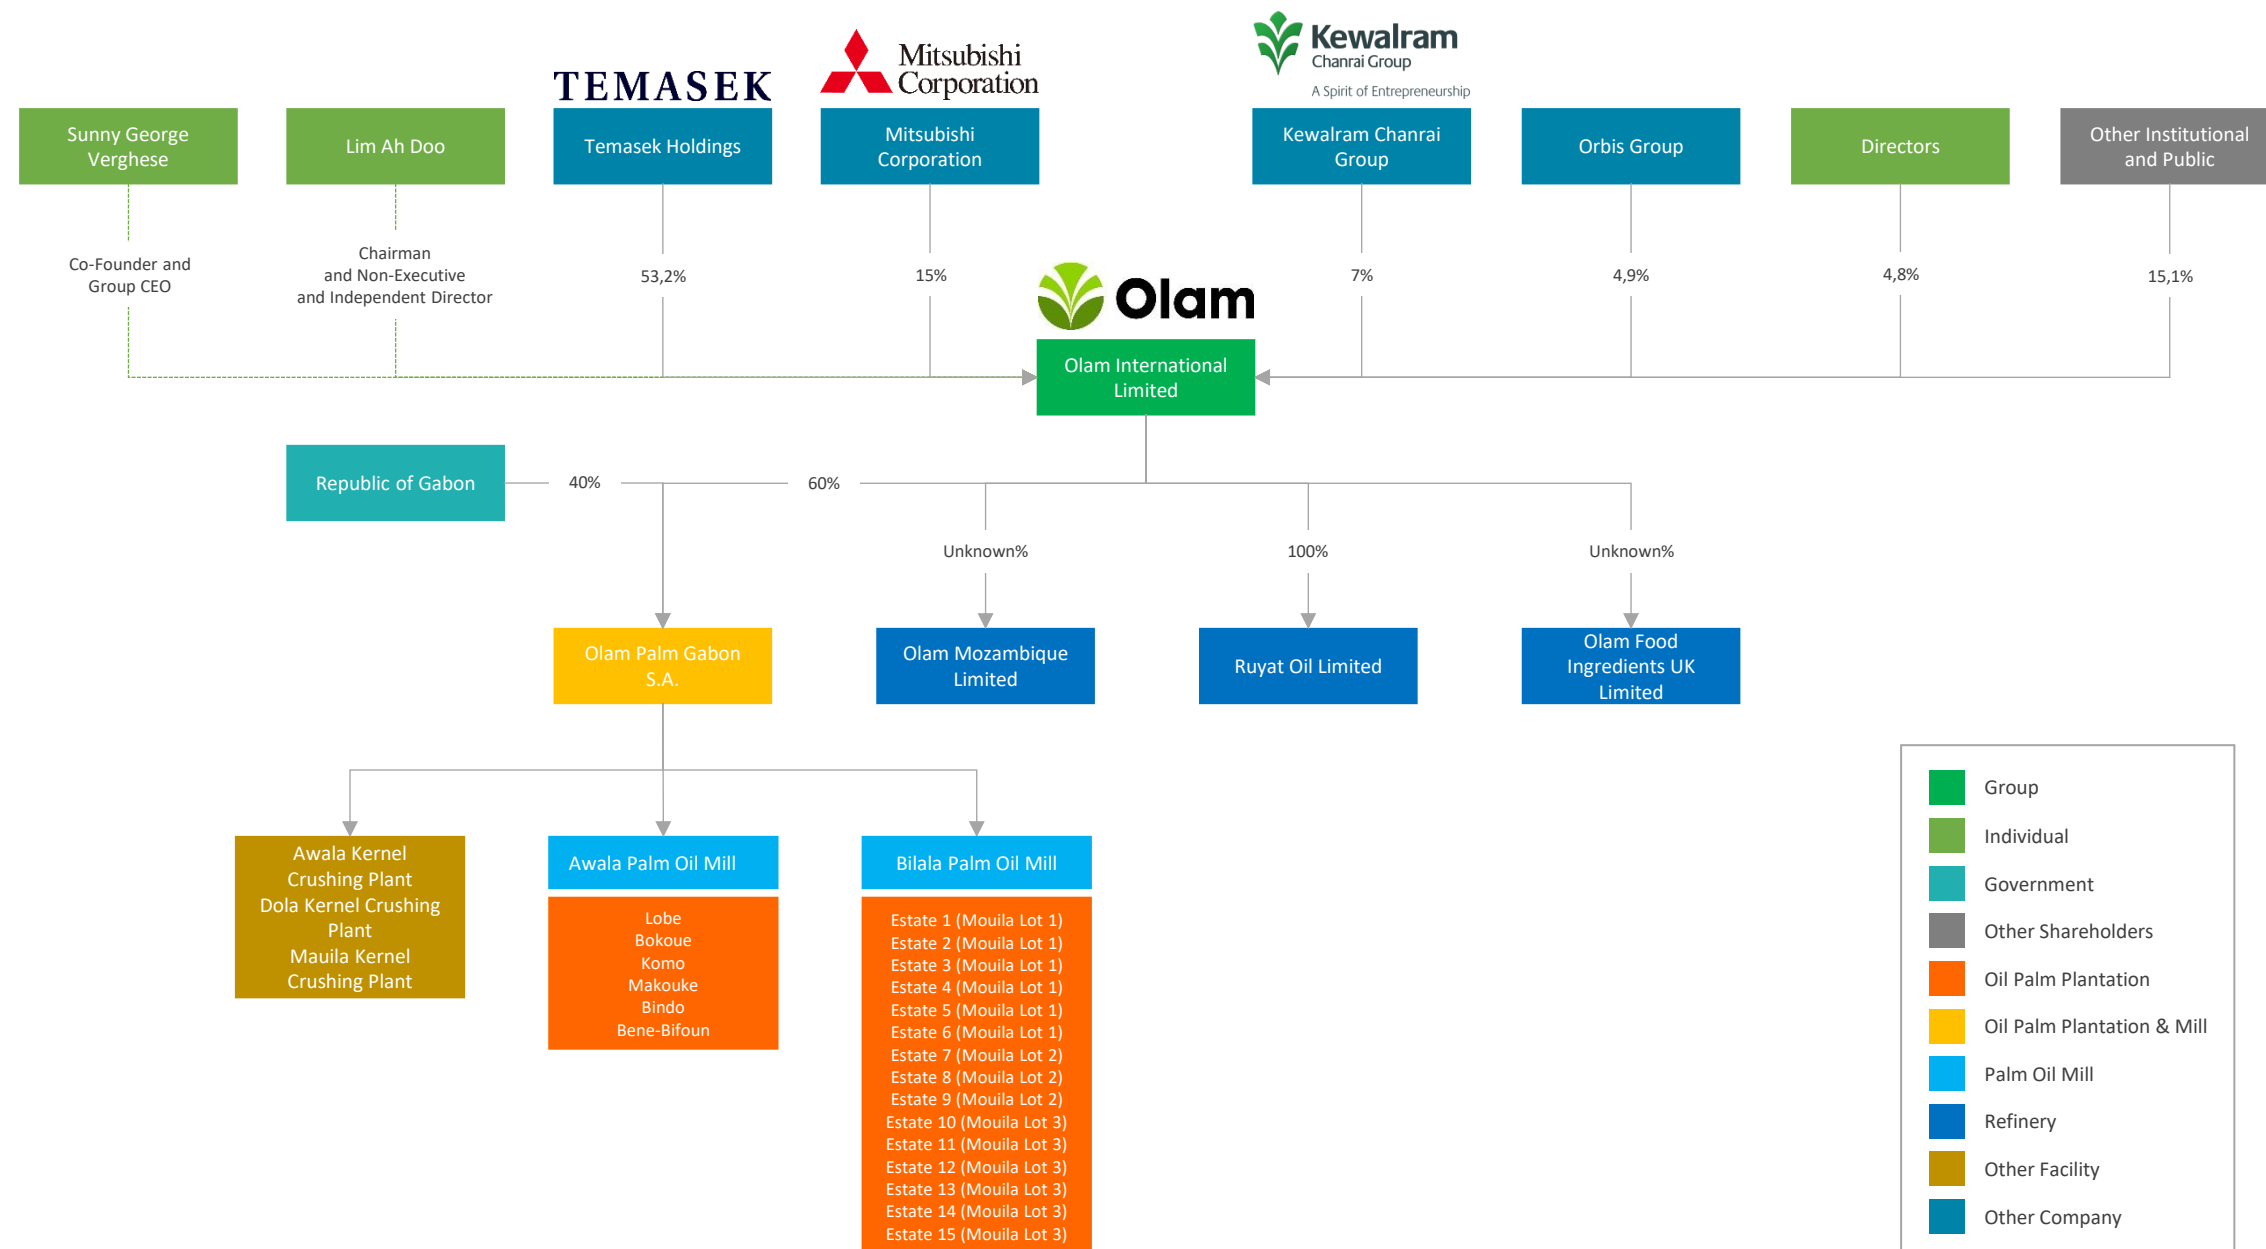 TEMASEK
Mitsubishi
Corporation
Kewalram
Chanrai Group
A Spirit of Entrepreneurship
Sunny George
Verghese
Lim Ah Doo
Temasek Holdings
Mitsubishi
Corporation
Kewalram Chanrai
Group
Orbis Group
Directors
Other Institutional
and Public
Co-Founder and
Group CEO
Chairman
and Non-Executive
and Independent Director
53,2%
15%
7%
4,9%
4,8%
15,1%
Olam
Olam International
Limited
Republic of Gabon
40%
60%
Unknown%
100%
Unknown%
Olam Palm Gabon
S.A.
Olam Mozambique
Limited
Ruyat Oil Limited
Olam Food
Ingredients UK
Limited
Awala Kernel
Crushing Plant
Dola Kernel Crushing
Plant
Mauila Kernel
Crushing Plant
Awala Palm Oil Mill
Lobe
Bokoue
Komo
Makouke
Bindo
Bene-Bifoun
Bilala Palm Oil Mill
Estate 1 (Mouila Lot 1)
Estate 2 (Mouila Lot 1)
Estate 3 (Mouila Lot 1)
Estate 4 (Mouila Lot 1)
Estate 5 (Mouila Lot 1)
Estate 6 (Mouila Lot 1)
Estate 7 (Mouila Lot 2)
Estate 8 (Mouila Lot 2)
Estate 9 (Mouila Lot 2)
Estate 10 (Mouila Lot 3)
Estate 11 (Mouila Lot 3)
Estate 12 (Mouila Lot 3)
Estate 13 (Mouila Lot 3)
Estate 14 (Mouila Lot 3)
Estate 15 (Mouila Lot 3)
Group
Individual
Government
Other Shareholders
Oil Palm Plantation
Oil Palm Plantation & Mill
Palm Oil Mill
Refinery
Other Facility
Other Company